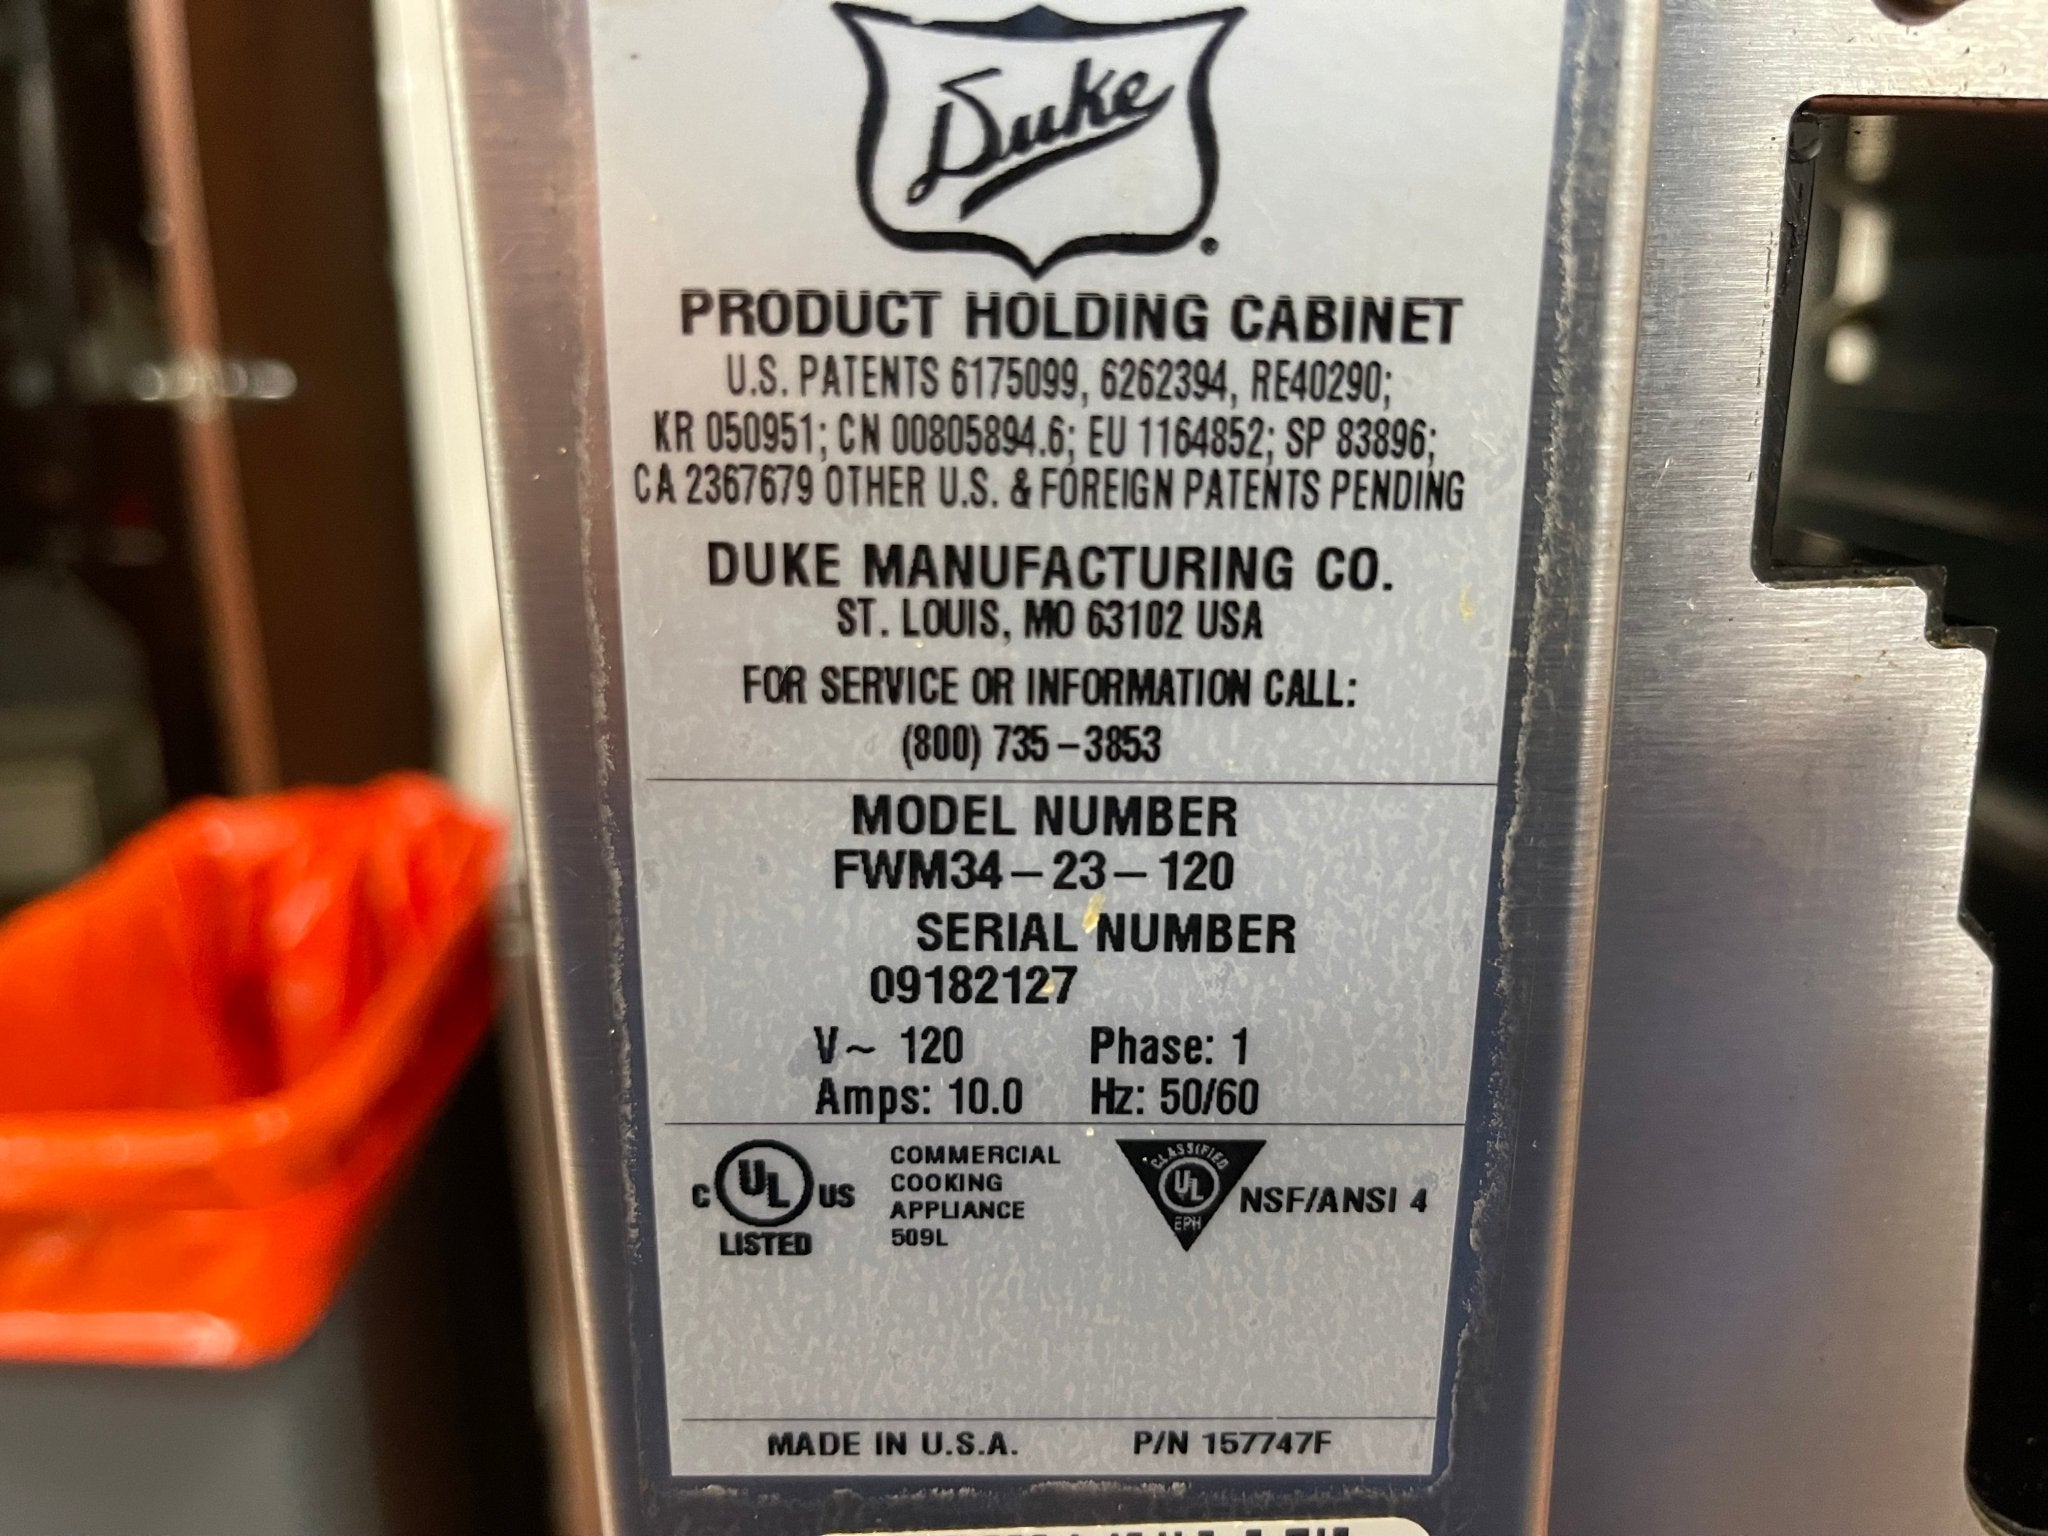 Duke
PRODUCT HOLDING CABINET
U.S. PATENTS 6175099, 6262394, RE40290;
KR 050951; CN 00805894.6; EU 1164852; SP 83896;
CA 2367679 OTHER U.S. & FOREIGN PATENTS PENDING
DUKE MANUFACTURING CO.
ST. LOUIS, MO 63102 USA
FOR SERVICE OR INFORMATION CALL:
(800) 735-3853
MODEL NUMBER
FWM34-23-120
SERIAL NUMBER
09182127
V~ 120 Phase: 1
Amps: 10.0 Hz: 50/60
C UL US LISTED
COMMERCIAL
COOKING
APPLIANCE
509L
CLASSIFIED UL EPH NSF/ANSI 4
MADE IN U.S.A. P/N 157747F